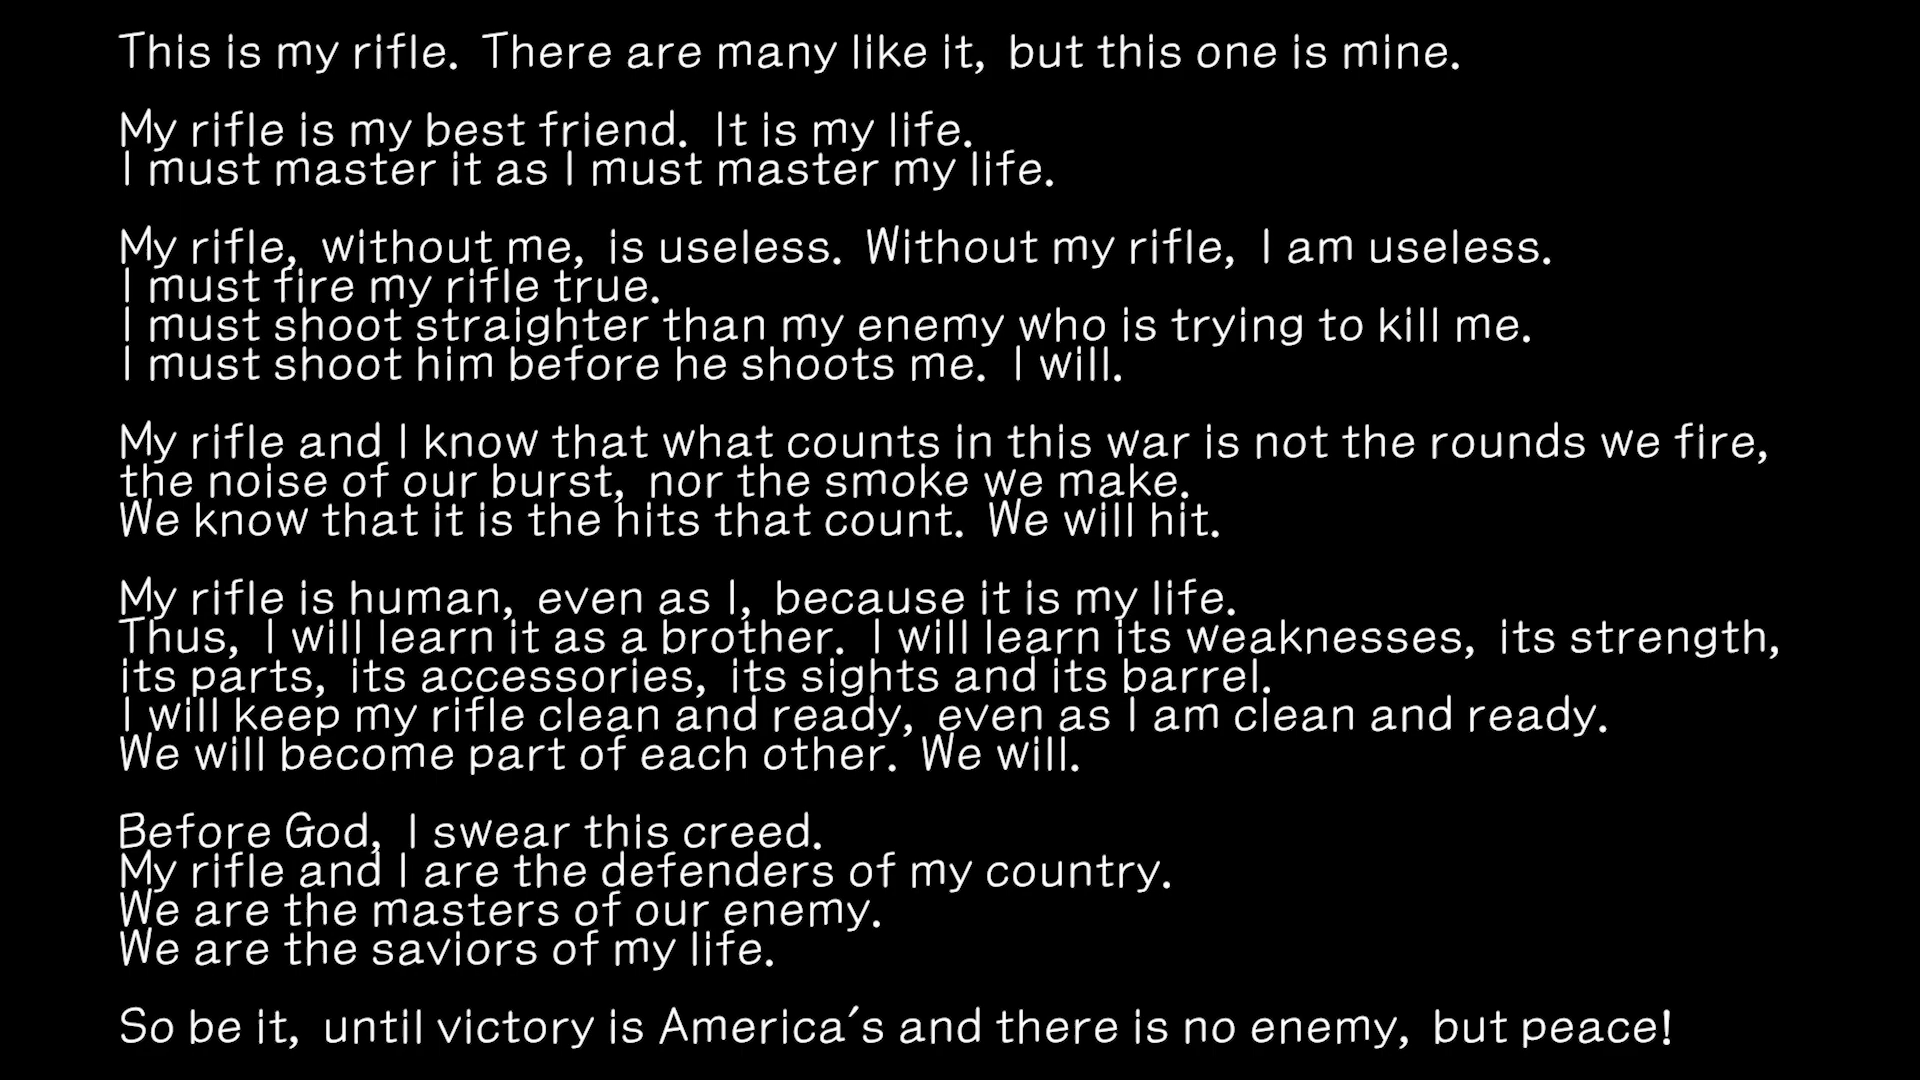 This is my rifle. There are many like it, but this one is mine.
My rifle is my best friend. It is my life.
I must master it as I must master my life.
My rifle, without me, is useless. Without my rifle, I am useless.
I must fire my rifle true.
I must shoot straighter than my enemy who is trying to kill me.
I must shoot him before he shoots me. I will.
My rifle and I know that what counts in this war is not the rounds we fire,
the noise of our burst, nor the smoke we make.
We know that it is the hits that count. We will hit.
My rifle is human, even as I, because it is my life.
Thus, I will learn it as a brother. I will learn its weaknesses, its strength,
its parts, its accessories, its sights and its barrel.
I will keep my rifle clean and ready, even as I am clean and ready.
We will become part of each other. We will.
Before God, I swear this creed.
My rifle and I are the defenders of my country.
We are the masters of our enemy.
We are the saviors of my life.
So be it, until victory is America's and there is no enemy, but peace!